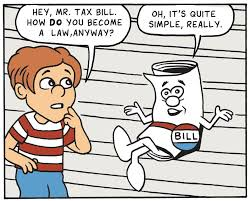 HEY, MR. TAX BILL.
HOW DO YOU BECOME
A LAW,ANYWAY?
OH, IT'S QUITE
SIMPLE, REALLY.
BILL